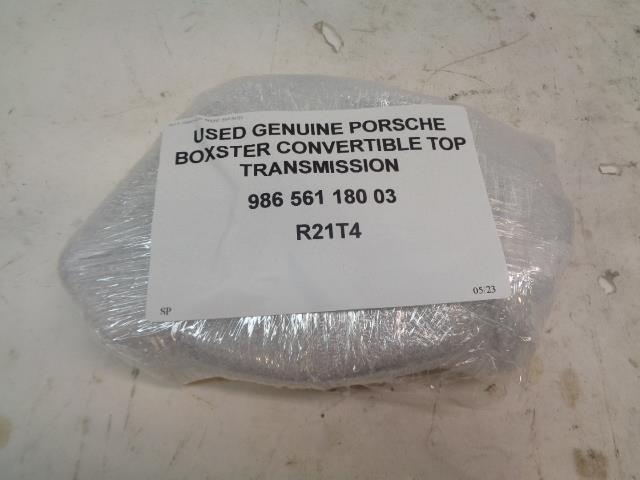 USED GENUINE PORSCHE
BOXSTER CONVERTIBLE TOP
TRANSMISSION
986 561 180 03
R21T4
SP
05/23